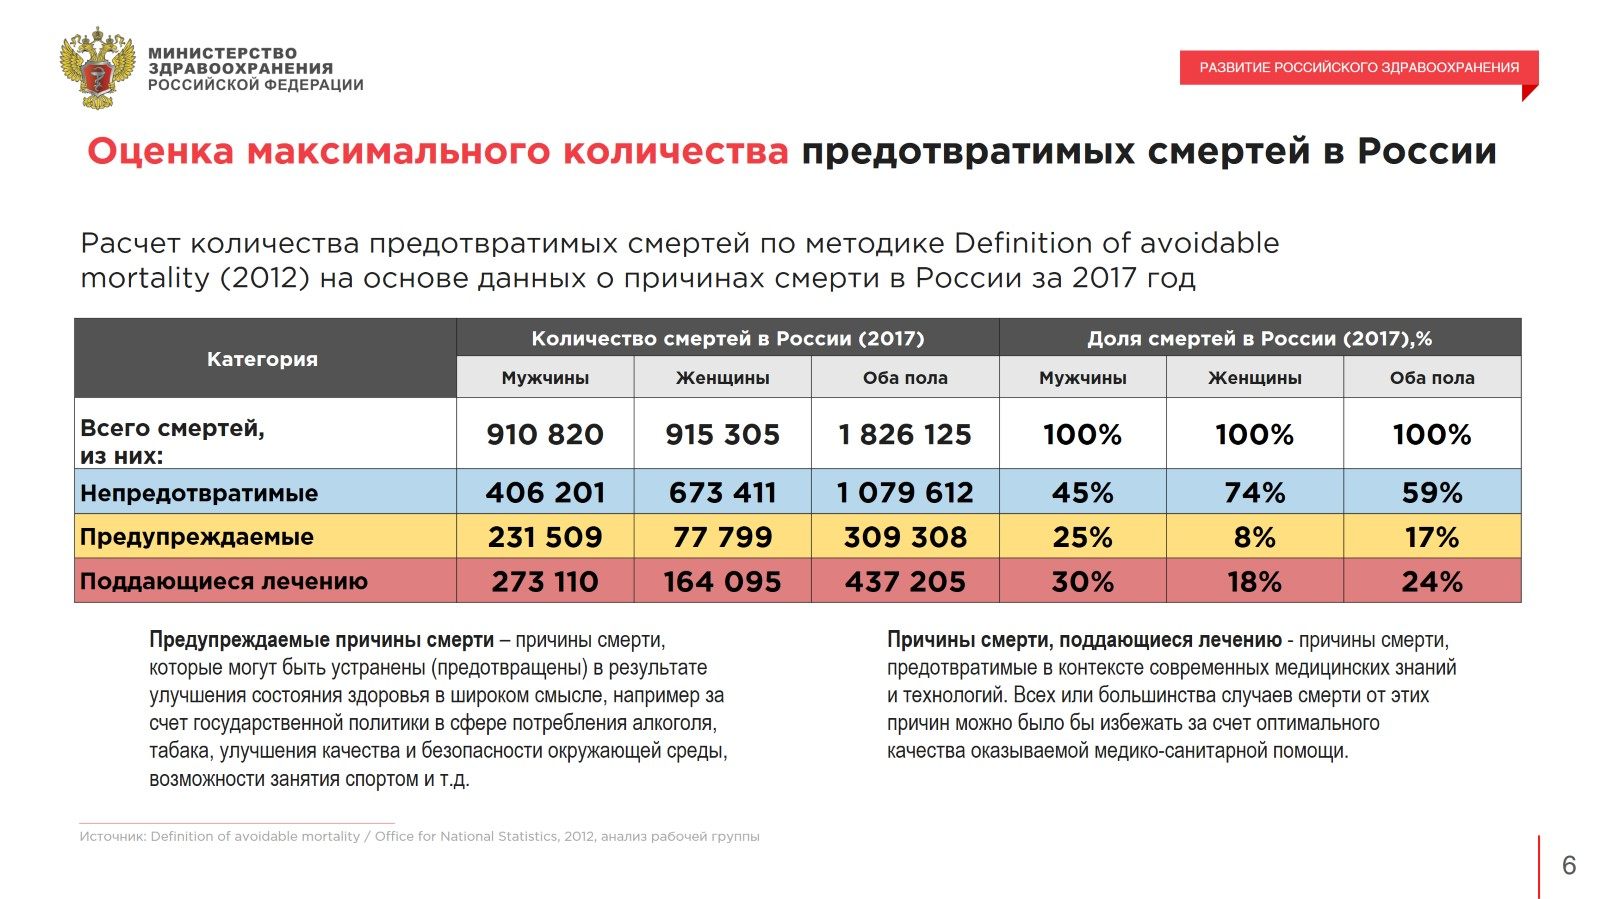 МИНИСТЕРСТВО
ЗДРАВООХРАНЕНИЯ
РОССИЙСКОЙ ФЕДЕРАЦИИ
РАЗВИТИЕ РОССИЙСКОГО ЗДРАВООХРАНЕНИЯ
Оценка максимального количества предотвратимых смертей в России
Расчет количества предотвратимых смертей по методике Definition of avoidable
mortality (2012) на основе данных о причинах смерти в России за 2017 год
Категория
Количество смертей в России (2017) Доля смертей в России (2017),%
Мужчины Женщины Оба пола Мужчины Женщины Оба пола
Всего смертей,
из них:
910 820 915 305 1 826 125 100% 100% 100%
Непредотвратимые 406 201 673 411 1 079 612 45% 74% 59%
Предупреждаемые 231 509 77 799 309 308 25% 8% 17%
Поддающиеся лечению 273 110 164 095 437 205 30% 18% 24%
Предупреждаемые причины смерти – причины смерти,
которые могут быть устранены (предотвращены) в результате
улучшения состояния здоровья в широком смысле, например за
счет государственной политики в сфере потребления алкоголя,
табака, улучшения качества и безопасности окружающей среды,
возможности занятия спортом и т.д.
Причины смерти, поддающиеся лечению - причины смерти,
предотвратимые в контексте современных медицинских знаний
и технологий. Всех или большинства случаев смерти от этих
причин можно было бы избежать за счет оптимального
качества оказываемой медико-санитарной помощи.
Источник: Definition of avoidable mortality / Office for National Statistics, 2012, анализ рабочей группы
6